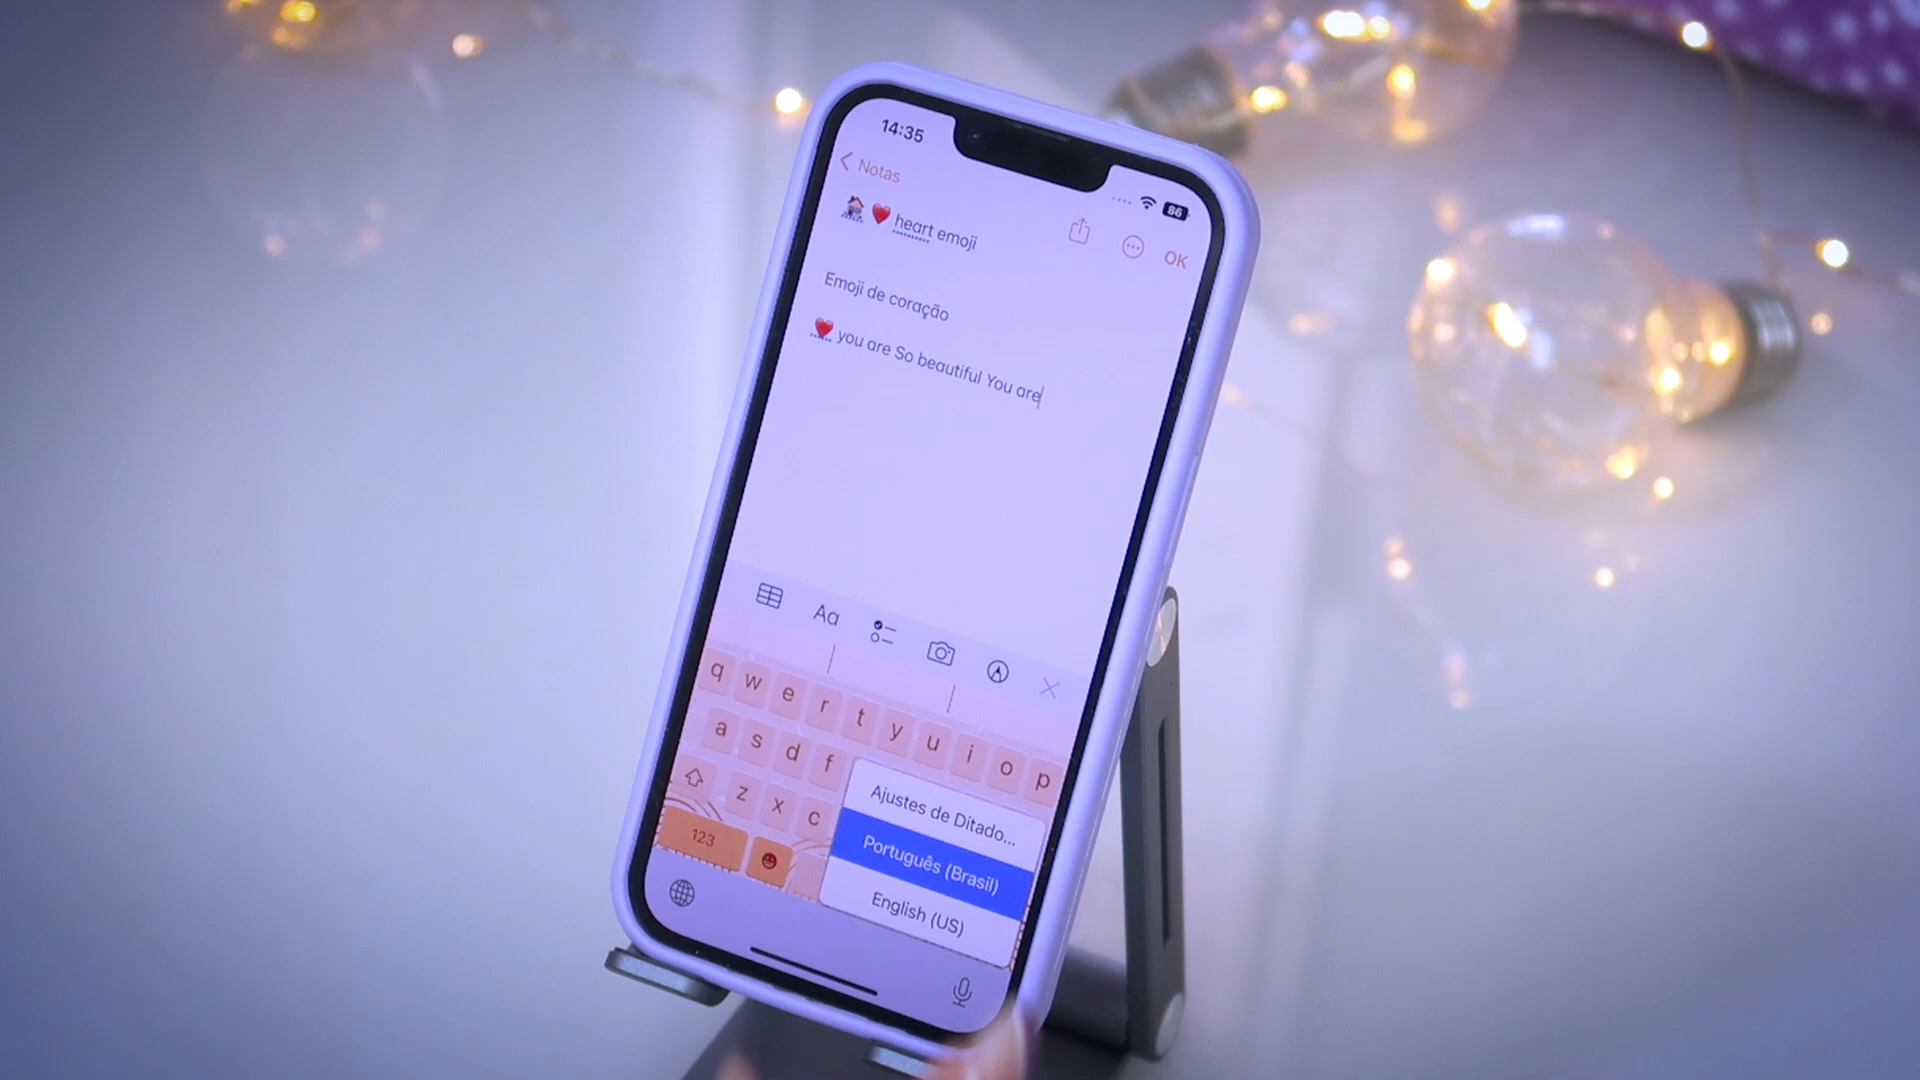 14:35
86
Notas
OK
🏠 ❤️ heart emoji
Emoji de coração
❤️ you are So beautiful You are
Aa
q w e r t y u i o p
a s d f
z x c
123
Ajustes de Ditado...
Português (Brasil)
English (US)